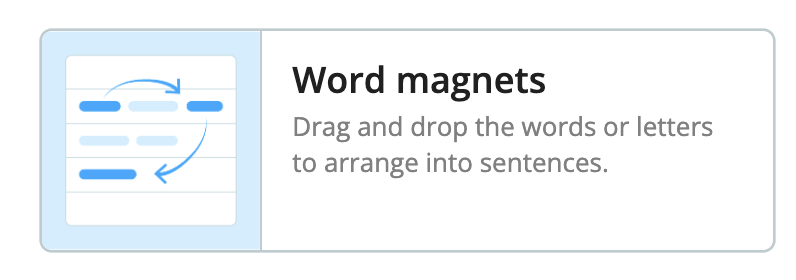 Word magnets
Drag and drop the words or letters
to arrange into sentences.